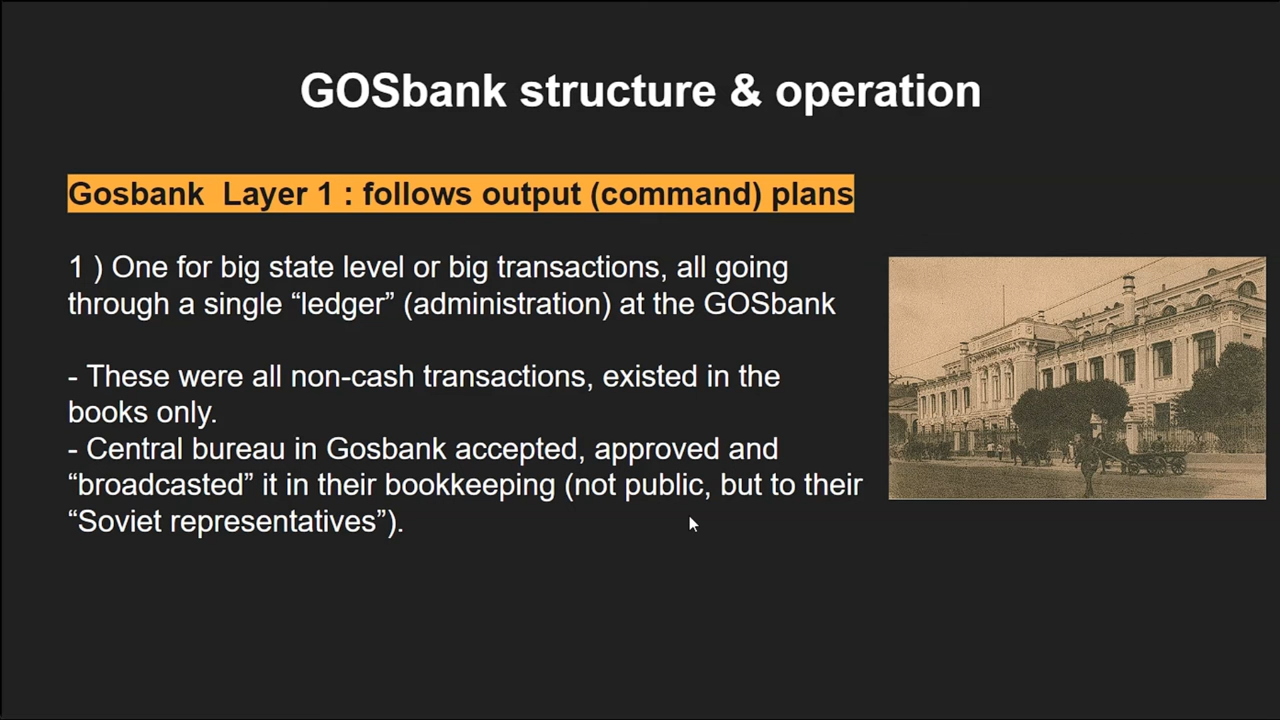 GOSbank structure & operation
Gosbank  Layer 1 : follows output (command) plans
1 ) One for big state level or big transactions, all going
through a single “ledger” (administration) at the GOSbank
- These were all non-cash transactions, existed in the
books only.
- Central bureau in Gosbank accepted, approved and
“broadcasted” it in their bookkeeping (not public, but to their
“Soviet representatives”).